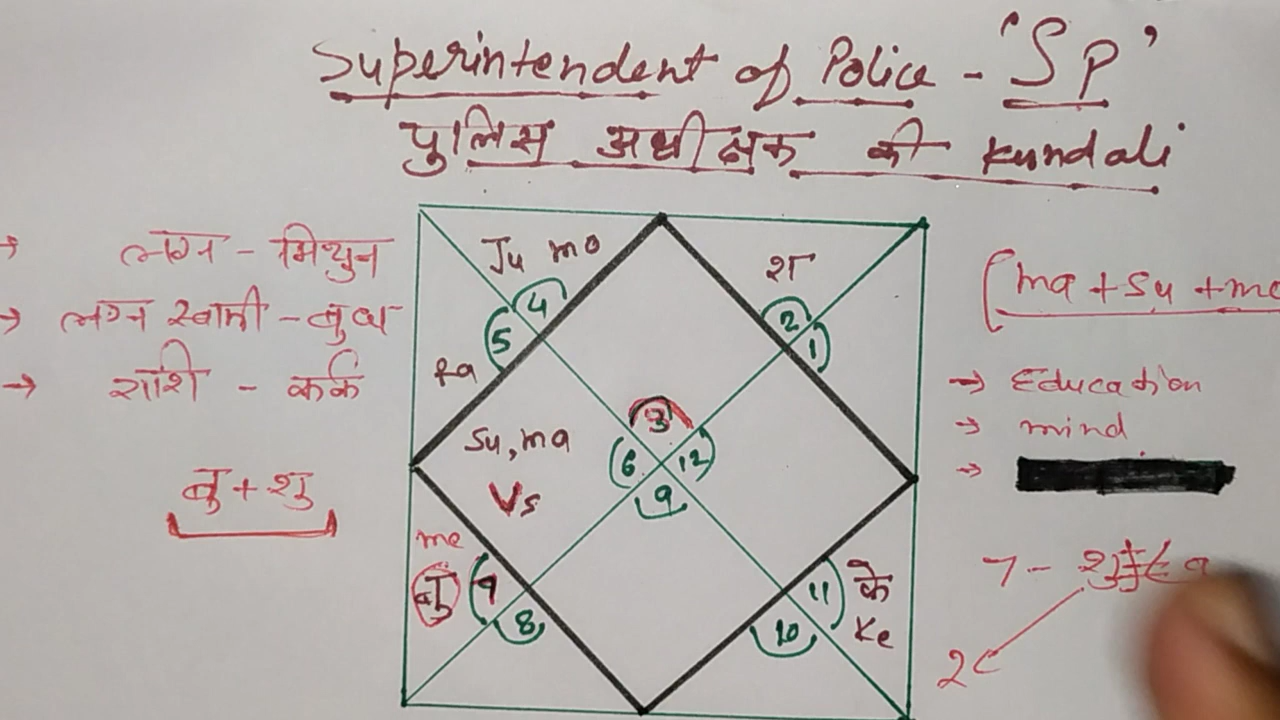 Superintendent of Police - 'SP'
पुलिस अधीक्षक की kundali
→ लग्न - मिथुन
→ लग्न स्वामी - बुध
→ राशि - कर्क
बु + शु
Ju mo
4
5
Ra
श
2
1
3
6 12
9
Su, ma
Vs
me
बु 7
8
11 के
Ke
10
(ma + Su + me
→ Education
→ mind
→
7 -
2